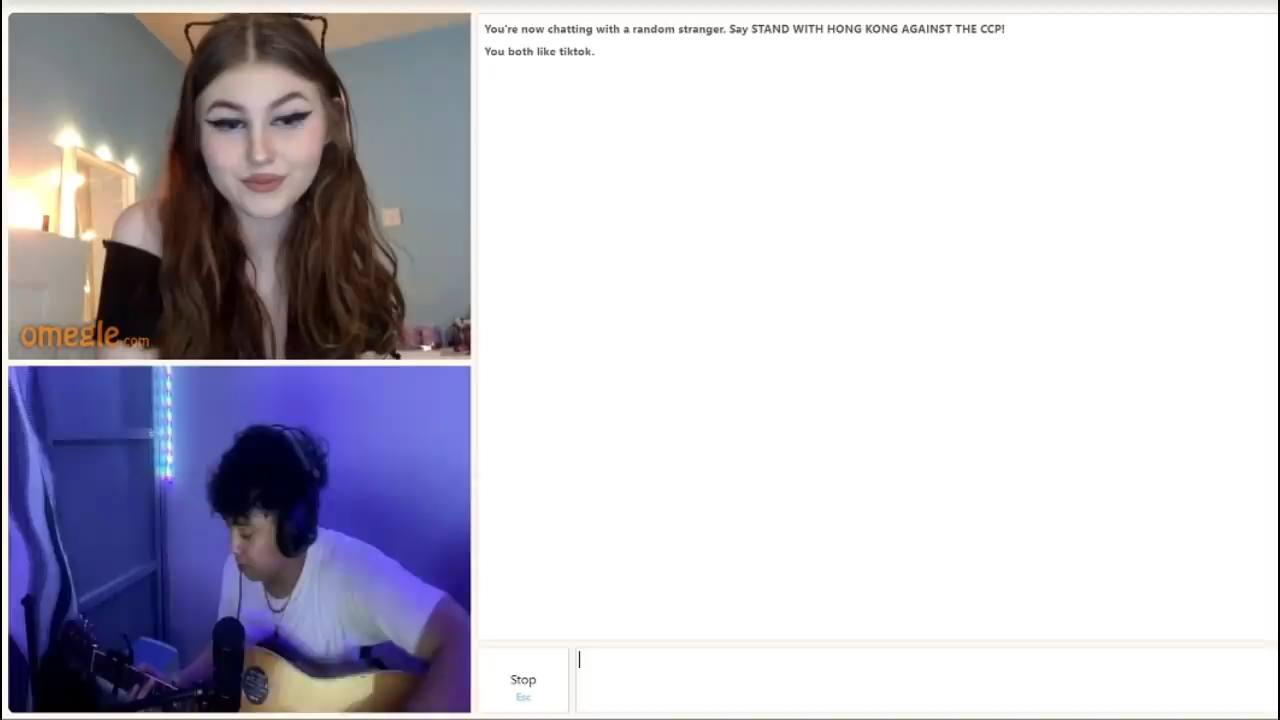 You're now chatting with a random stranger. Say STAND WITH HONG KONG AGAINST THE CCP!
You both like tiktok.
omegle.com
Stop
Esc